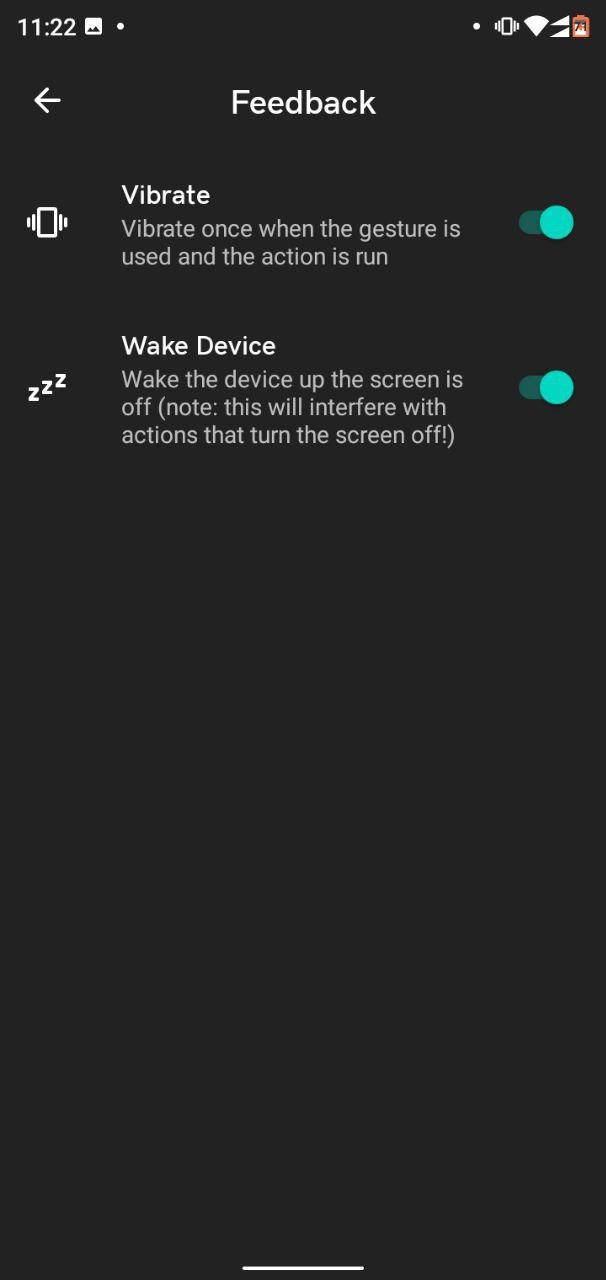 11:22
Feedback
Vibrate
Vibrate once when the gesture is
used and the action is run
zzz
Wake Device
Wake the device up the screen is
off (note: this will interfere with
actions that turn the screen off!)